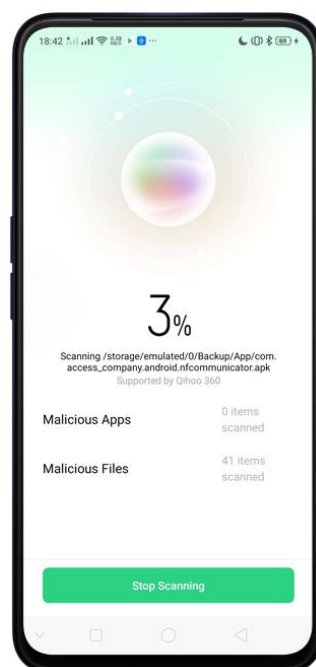 18:42
69
3%
Scanning /storage/emulated/0/Backup/App/com.
access_company.android.nfcommunicator.apk
Supported by Qihoo 360
Malicious Apps
0 items
scanned
Malicious Files
41 items
scanned
Stop Scanning